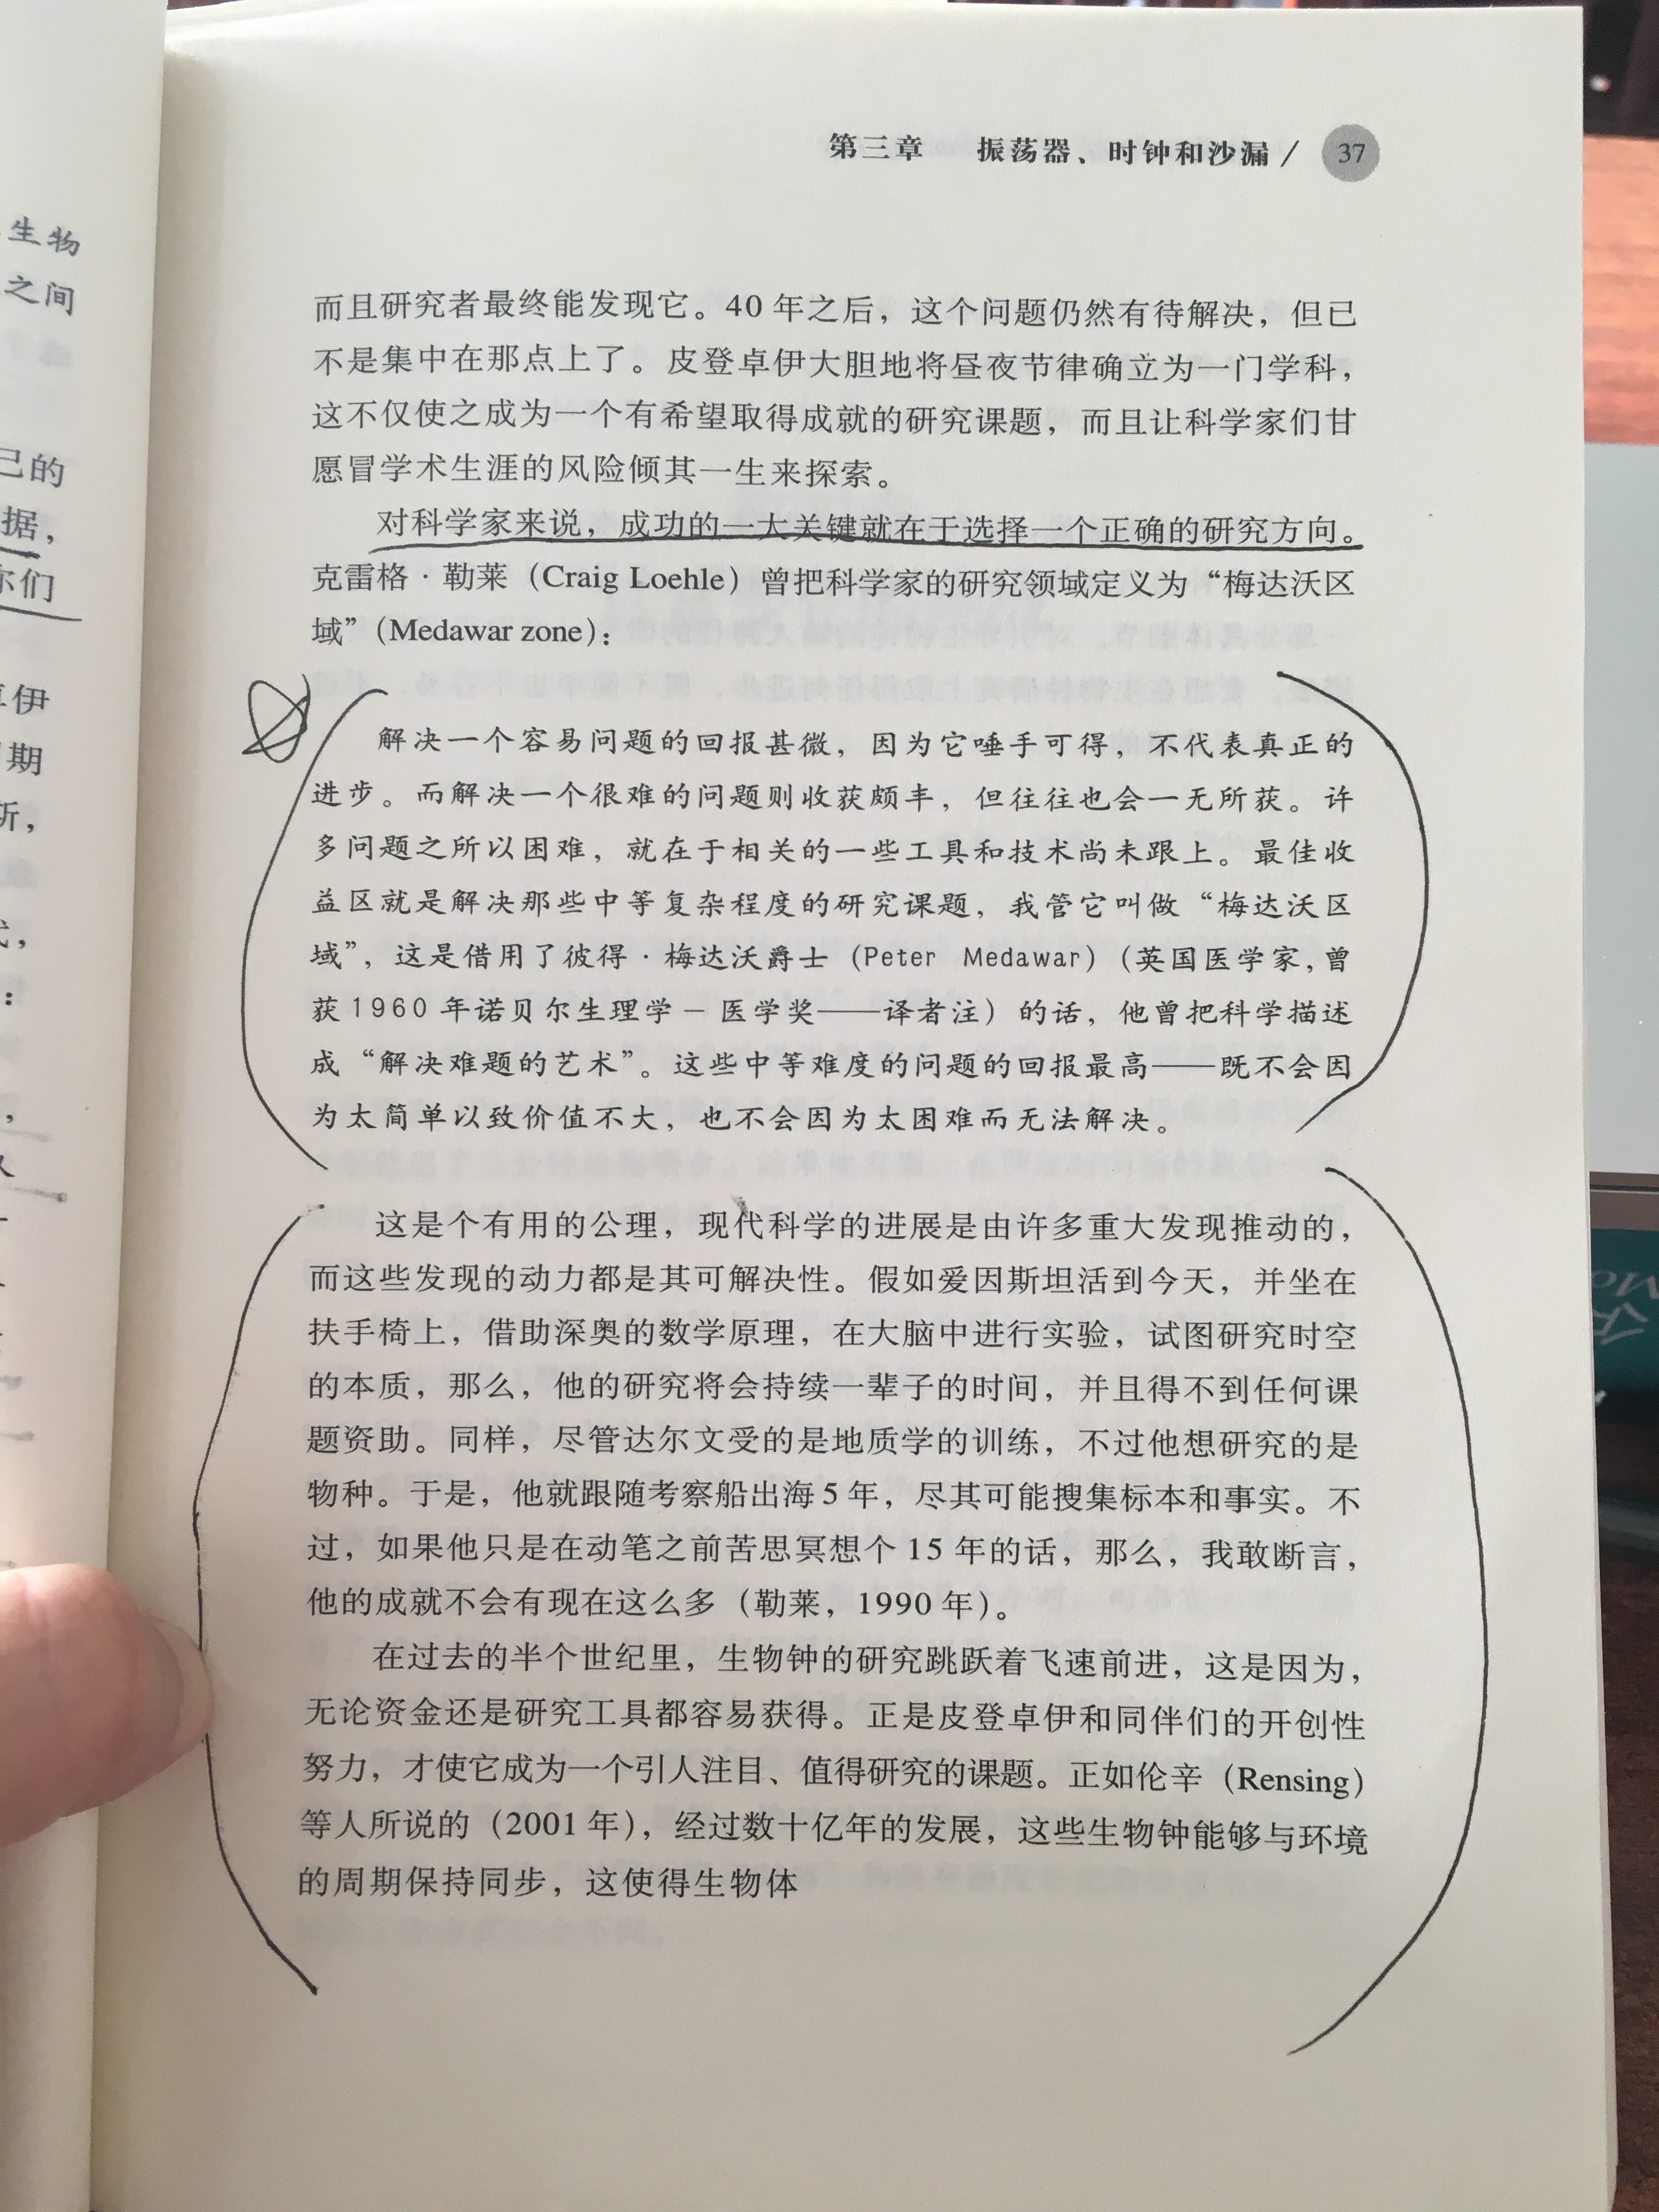 第三章 振荡器、时钟和沙漏 / 37
而且研究者最终能发现它。40 年之后，这个问题仍然有待解决，但已
不是集中在那点上了。皮登卓伊大胆地将昼夜节律确立为一门学科，
这不仅使之成为一个有希望取得成就的研究课题，而且让科学家们甘
愿冒学术生涯的风险倾其一生来探索。
对科学家来说，成功的一大关键就在于选择一个正确的研究方向。
克雷格·勒莱（Craig Loehle）曾把科学家的研究领域定义为“梅达沃区
域”（Medawar zone）：
解决一个容易问题的回报甚微，因为它唾手可得，不代表真正的
进步。而解决一个很难的问题则收获颇丰，但往往也会一无所获。许
多问题之所以困难，就在于相关的一些工具和技术尚未跟上。最佳收
益区就是解决那些中等复杂程度的研究课题，我管它叫做“梅达沃区
域”，这是借用了彼得·梅达沃爵士（Peter Medawar）（英国医学家，曾
获1960 年诺贝尔生理学－医学奖——译者注）的话，他曾把科学描述
成“解决难题的艺术”。这些中等难度的问题的回报最高——既不会因
为太简单以致价值不大，也不会因为太困难而无法解决。
这是个有用的公理，现代科学的进展是由许多重大发现推动的，
而这些发现的动力都是其可解决性。假如爱因斯坦活到今天，并坐在
扶手椅上，借助深奥的数学原理，在大脑中进行实验，试图研究时空
的本质，那么，他的研究将会持续一辈子的时间，并且得不到任何课
题资助。同样，尽管达尔文受的是地质学的训练，不过他想研究的是
物种。于是，他就跟随考察船出海 5 年，尽其可能搜集标本和事实。不
过，如果他只是在动笔之前苦思冥想个 15 年的话，那么，我敢断言，
他的成就不会有现在这么多（勒莱，1990 年）。
在过去的半个世纪里，生物钟的研究跳跃着飞速前进，这是因为，
无论资金还是研究工具都容易获得。正是皮登卓伊和同伴们的开创性
努力，才使它成为一个引人注目、值得研究的课题。正如伦辛（Rensing）
等人所说的（2001 年），经过数十亿年的发展，这些生物钟能够与环境
的周期保持同步，这使得生物体